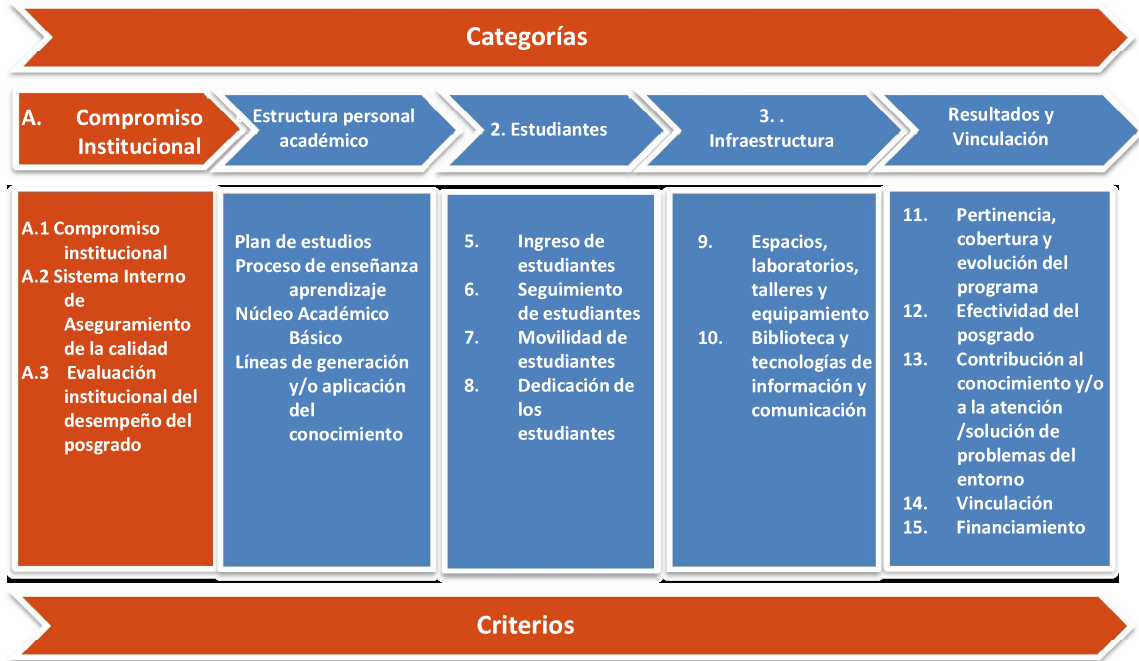 Categorías
A. Compromiso
Institucional
Estructura personal
académico
2. Estudiantes
3. .
Infraestructura
Resultados y
Vinculación
A.1 Compromiso
institucional
A.2 Sistema Interno
de
Aseguramiento
de la calidad
A.3 Evaluación
institucional del
desempeño del
posgrado
Plan de estudios
Proceso de enseñanza
aprendizaje
Núcleo Académico
Básico
Líneas de generación
y/o aplicación
del
conocimiento
5. Ingreso de
estudiantes
6. Seguimiento
de estudiantes
7. Movilidad de
estudiantes
8. Dedicación de
los
estudiantes
9. Espacios,
laboratorios,
talleres y
equipamiento
10. Biblioteca y
tecnologías de
información y
comunicación
11. Pertinencia,
cobertura y
evolución del
programa
12. Efectividad del
posgrado
13. Contribución al
conocimiento y/o
a la atención
/solución de
problemas del
entorno
14. Vinculación
15. Financiamiento
Criterios